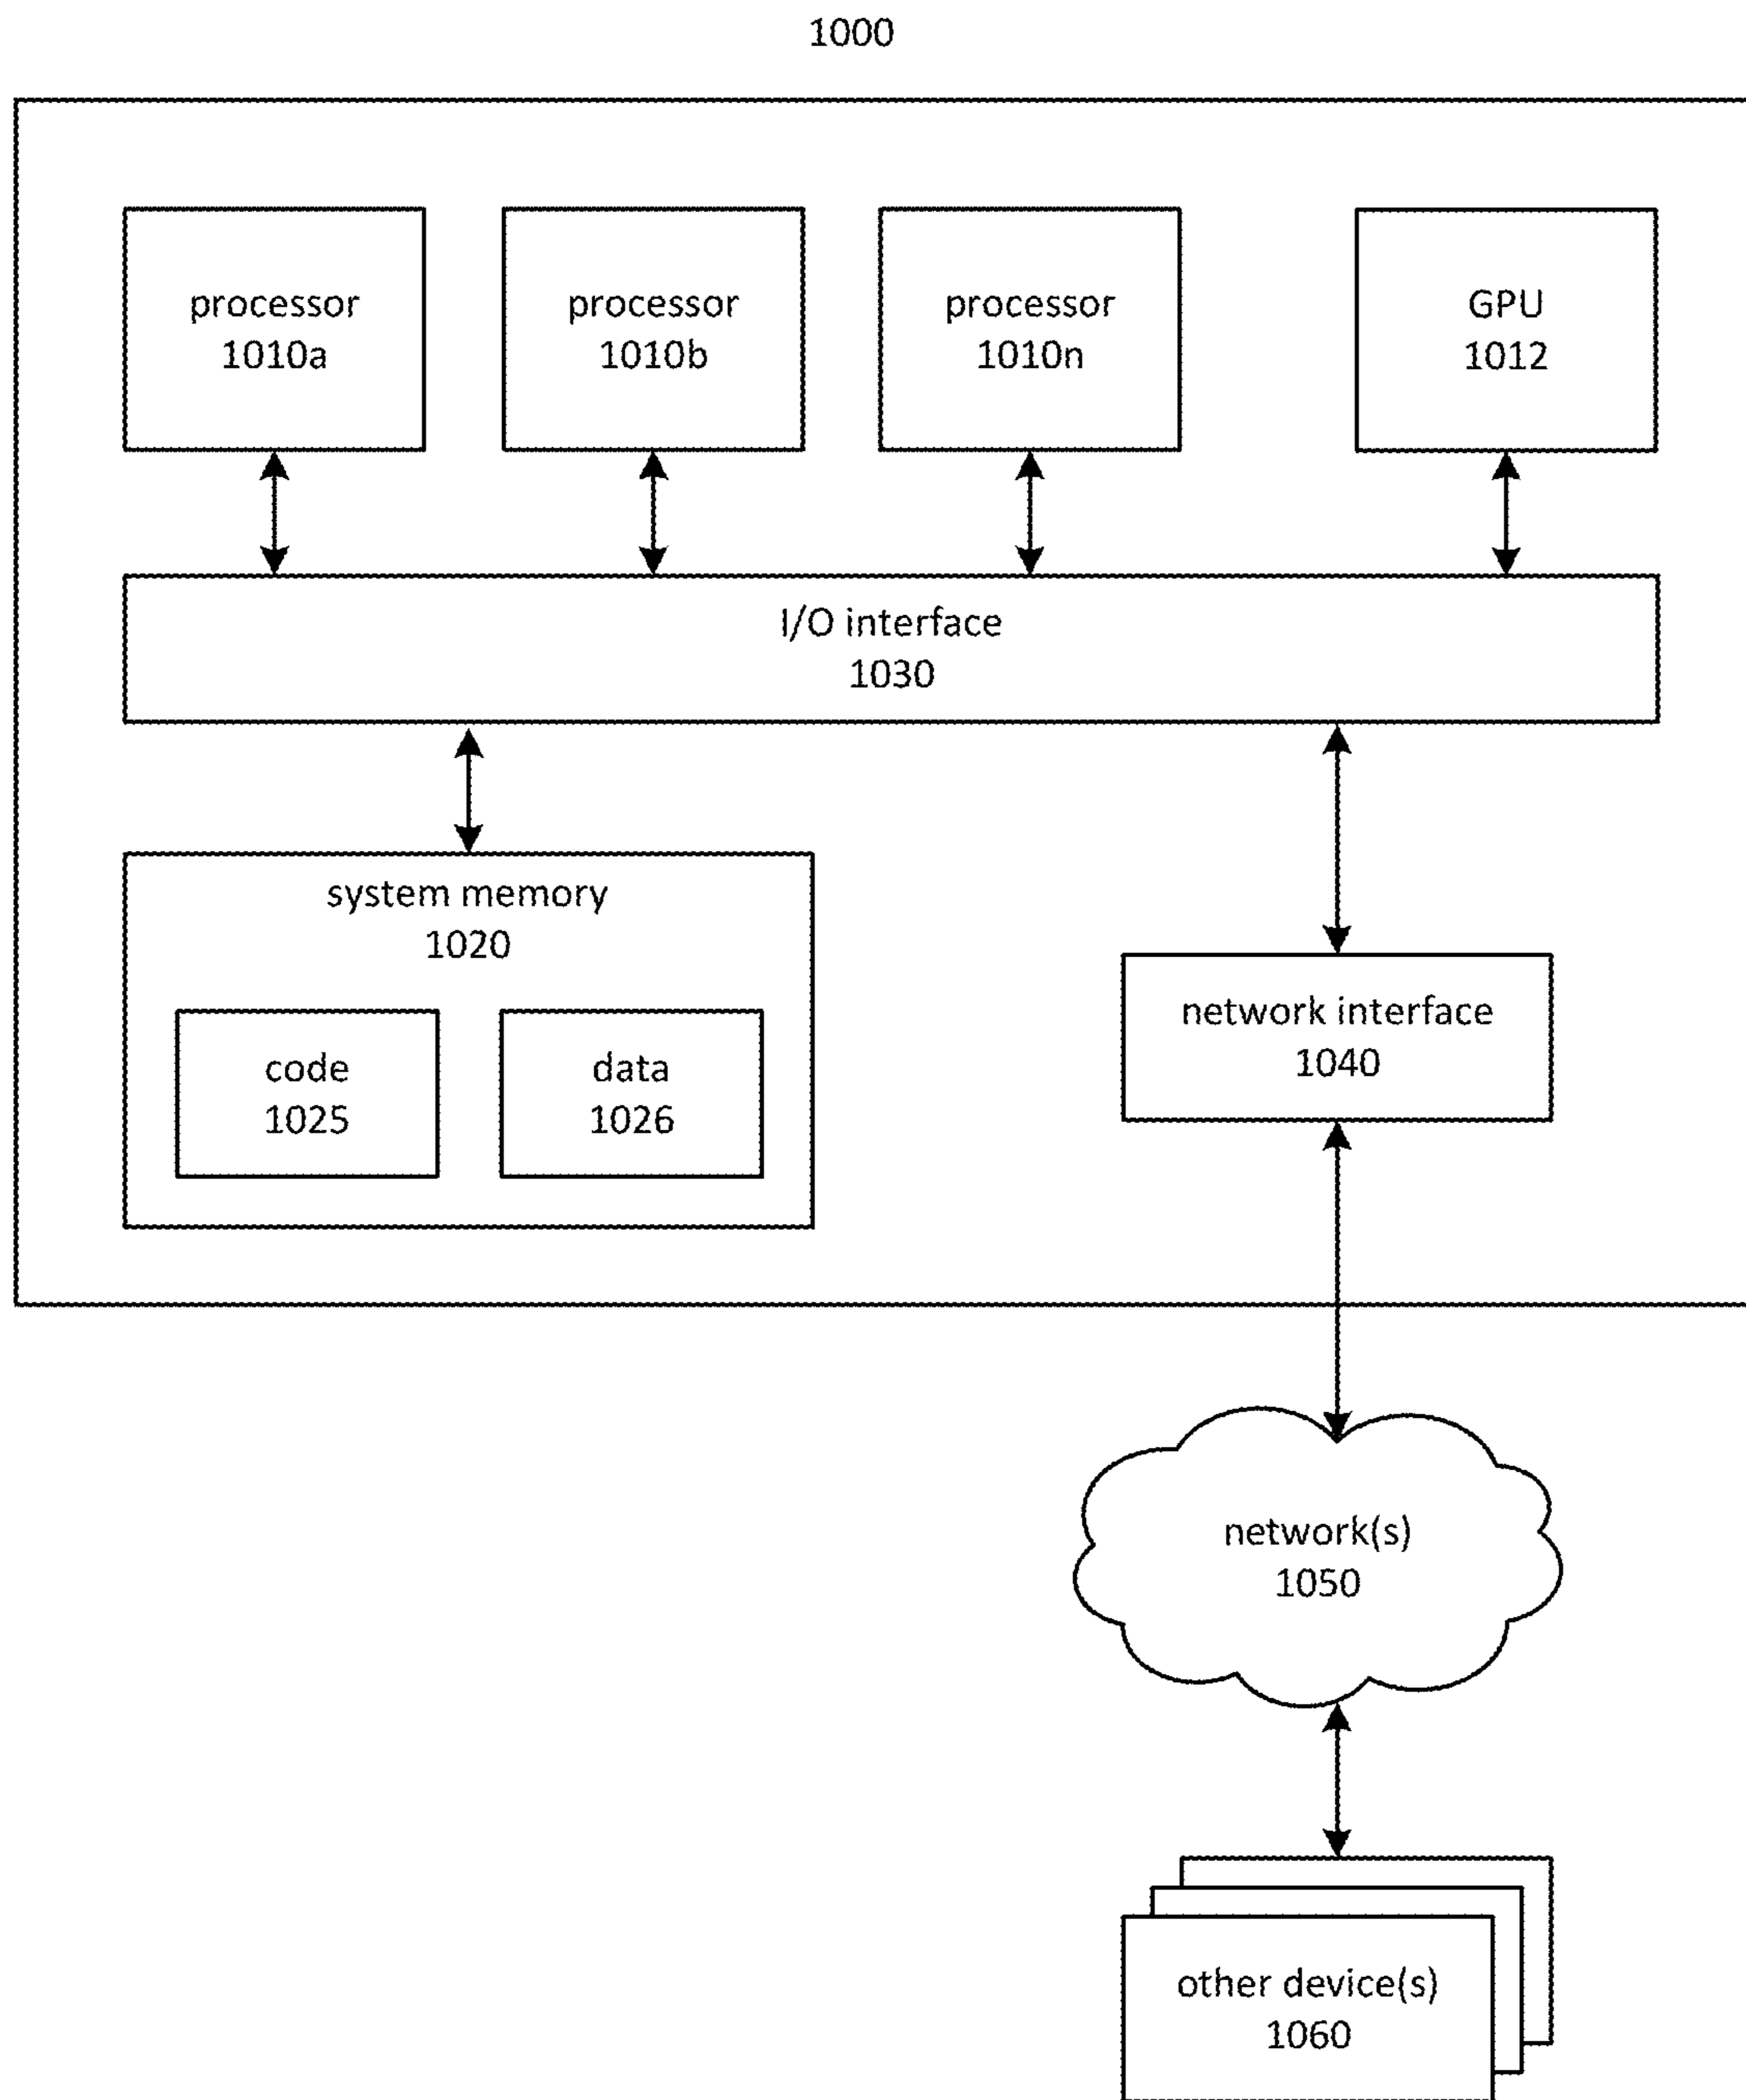 1000
processor
1010a
processor
1010b
processor
1010n
GPU
1012
I/O interface
1030
system memory
1020
code
1025
data
1026
network interface
1040
network(s)
1050
other device(s)
1060